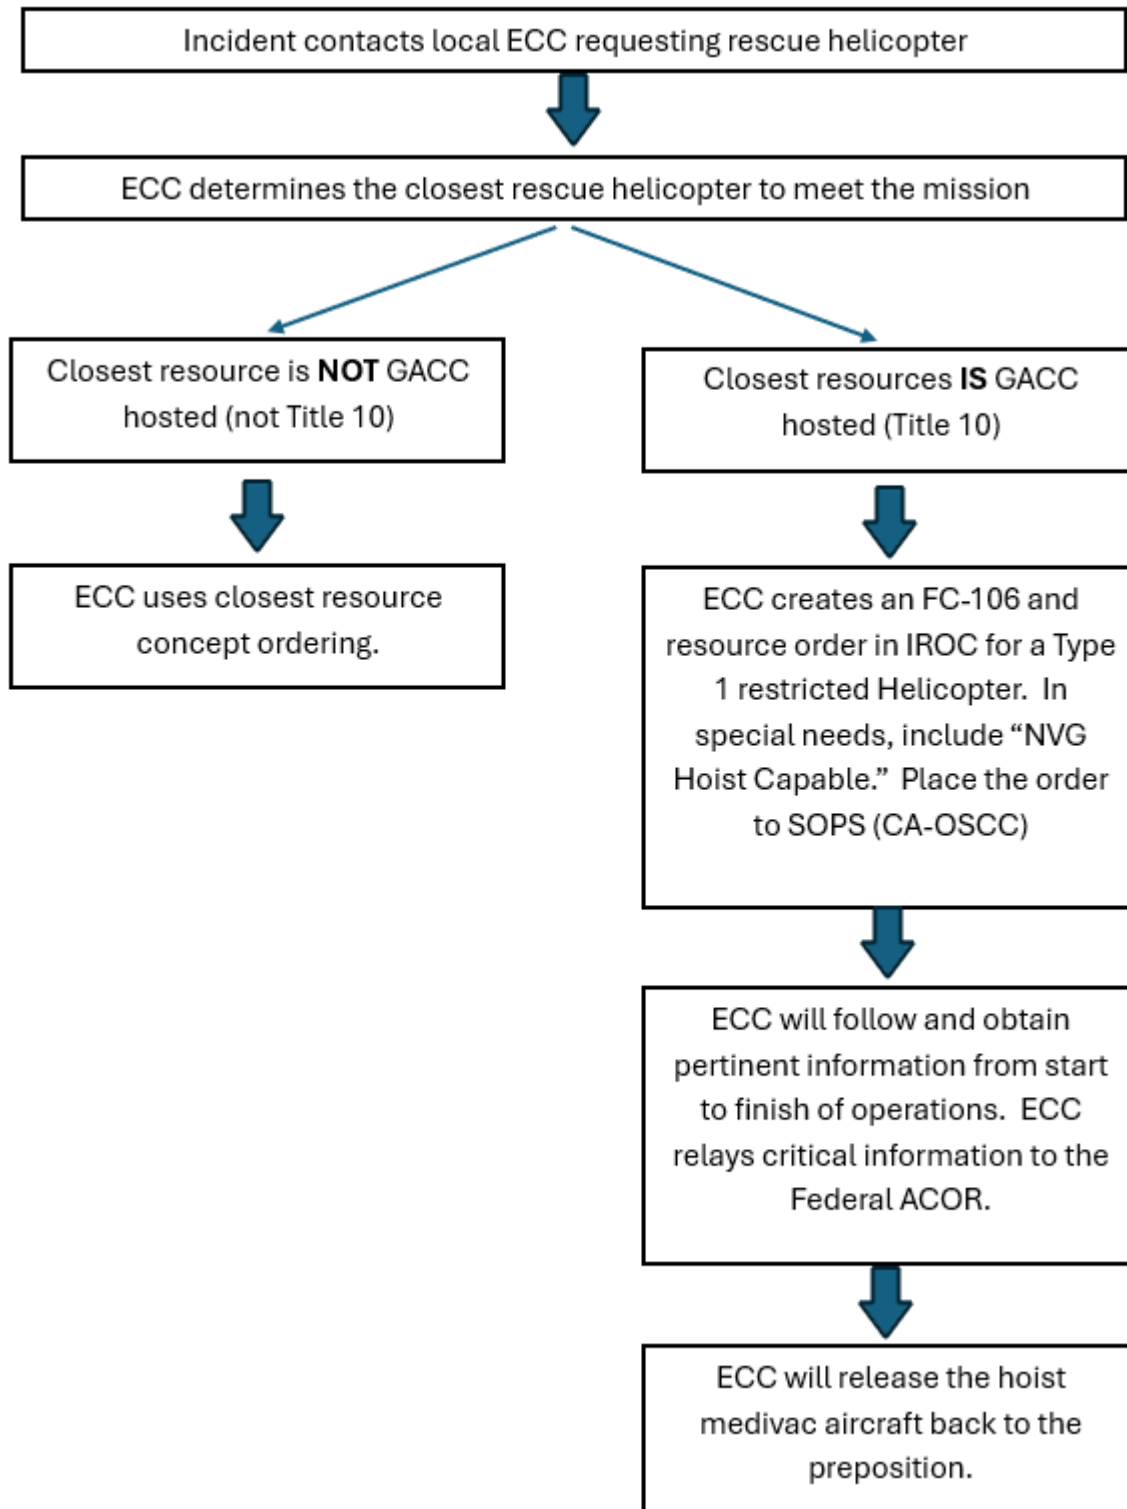 Incident contacts local ECC requesting rescue helicopter
ECC determines the closest rescue helicopter to meet the mission
Closest resource is NOT GACC
hosted (not Title 10)
ECC uses closest resource
concept ordering.
Closest resources IS GACC
hosted (Title 10)
ECC creates an FC-106 and
resource order in IROC for a Type
1 restricted Helicopter.  In
special needs, include “NVG
Hoist Capable.”  Place the order
to SOPS (CA-OSCC)
ECC will follow and obtain
pertinent information from start
to finish of operations.  ECC
relays critical information to the
Federal ACOR.
ECC will release the hoist
medivac aircraft back to the
preposition.